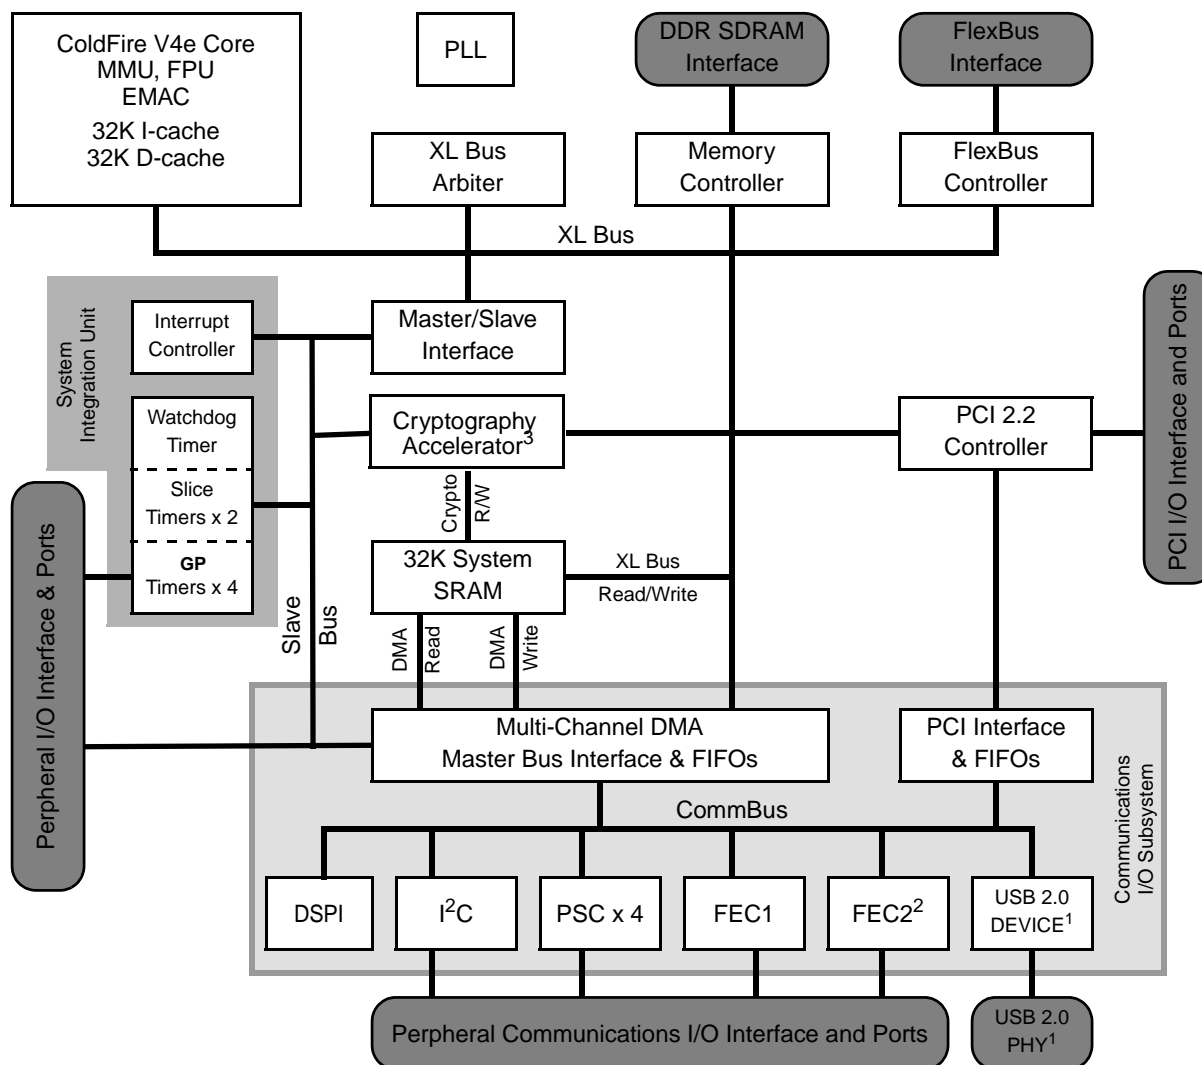 ColdFire V4e Core
MMU, FPU
EMAC
32K I-cache
32K D-cache
PLL
DDR SDRAM
Interface
FlexBus
Interface
XL Bus
Arbiter
Memory
Controller
FlexBus
Controller
XL Bus
System
Integration Unit
Interrupt
Controller
Master/Slave
Interface
PCI I/O Interface and Ports
Watchdog
Timer
Slice
Timers x 2
GP
Timers x 4
Cryptography
Accelerator³
PCI 2.2
Controller
Crypto
R/W
32K System
SRAM
XL Bus
Read/Write
Perpheral I/O Interface & Ports
Slave
Bus
DMA
Read
DMA
Write
Multi-Channel DMA
Master Bus Interface & FIFOs
PCI Interface
& FIFOs
Communications
I/O Subsystem
CommBus
DSPI
I²C
PSC x 4
FEC1
FEC2²
USB 2.0
DEVICE¹
Perpheral Communications I/O Interface and Ports
USB 2.0
PHY¹